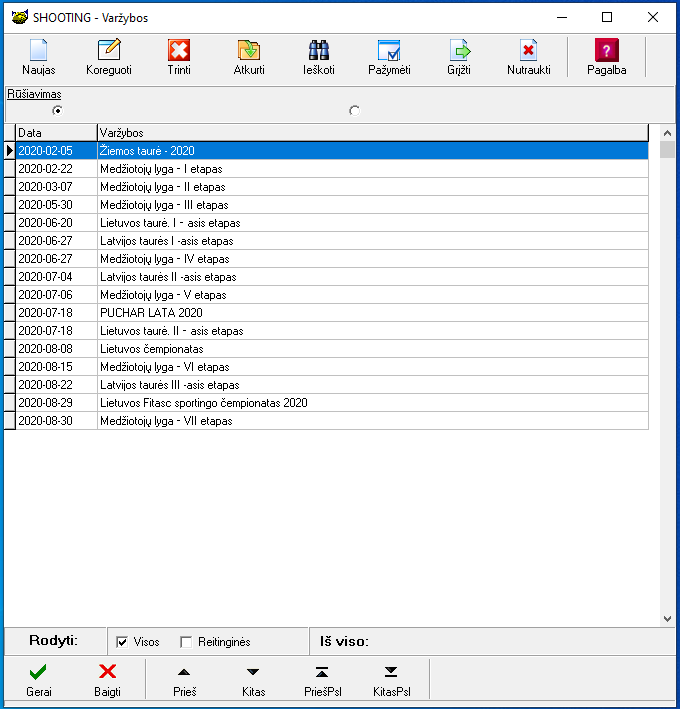 SHOOTING - Varžybos
Naujas Koreguoti Trinti Atkurti Ieškoti Pažymėti Grįžti Nutraukti Pagalba
Rūšiavimas
Data Varžybos
2020-02-05 Žiemos taurė - 2020
2020-02-22 Medžiotojų lyga - I etapas
2020-03-07 Medžiotojų lyga - II etapas
2020-05-30 Medžiotojų lyga - III etapas
2020-06-20 Lietuvos taurė. I - asis etapas
2020-06-27 Latvijos taurės I -asis etapas
2020-06-27 Medžiotojų lyga - IV etapas
2020-07-04 Latvijos taurės II -asis etapas
2020-07-06 Medžiotojų lyga - V etapas
2020-07-18 PUCHAR LATA 2020
2020-07-18 Lietuvos taurė. II - asis etapas
2020-08-08 Lietuvos čempionatas
2020-08-15 Medžiotojų lyga - VI etapas
2020-08-22 Latvijos taurės III -asis etapas
2020-08-29 Lietuvos Fitasc sportingo čempionatas 2020
2020-08-30 Medžiotojų lyga - VII etapas
Rodyti: Visos Reitinginės Iš viso:
Gerai Baigti Prieš Kitas PriešPsl KitasPsl